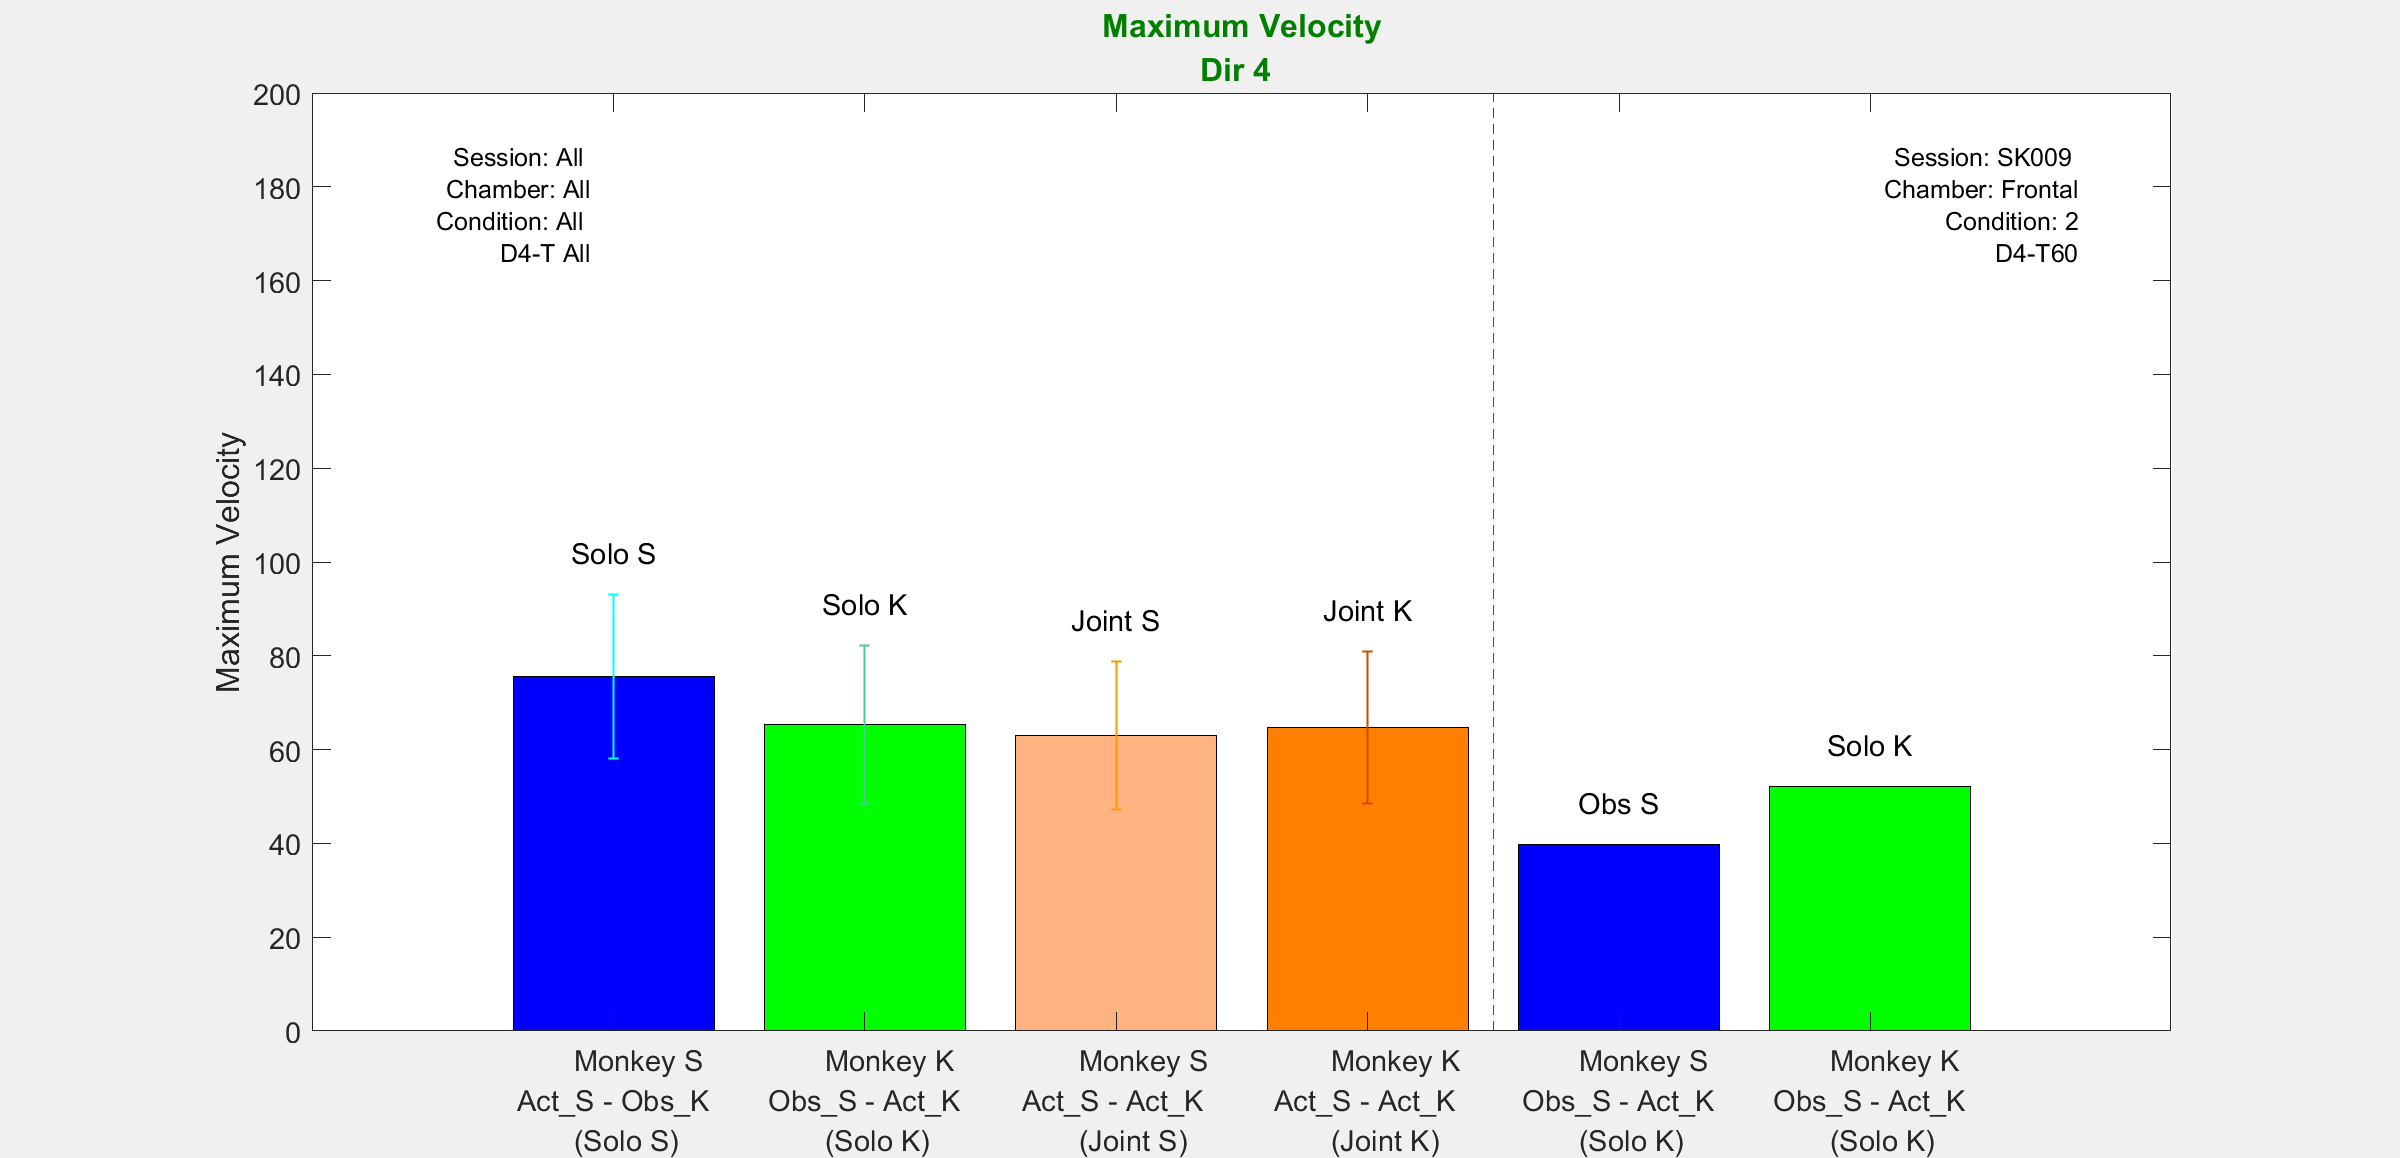 Maximum Velocity
Dir 4
Session: All
Chamber: All
Condition: All
D4-T All
Session: SK009
Chamber: Frontal
Condition: 2
D4-T60
Maximum Velocity
200
180
160
140
120
100
80
60
40
20
0
Solo S
Solo K
Joint S
Joint K
Obs S
Solo K
Monkey S
Act_S - Obs_K
(Solo S)
Monkey K
Obs_S - Act_K
(Solo K)
Monkey S
Act_S - Act_K
(Joint S)
Monkey K
Act_S - Act_K
(Joint K)
Monkey S
Obs_S - Act_K
(Solo K)
Monkey K
Obs_S - Act_K
(Solo K)